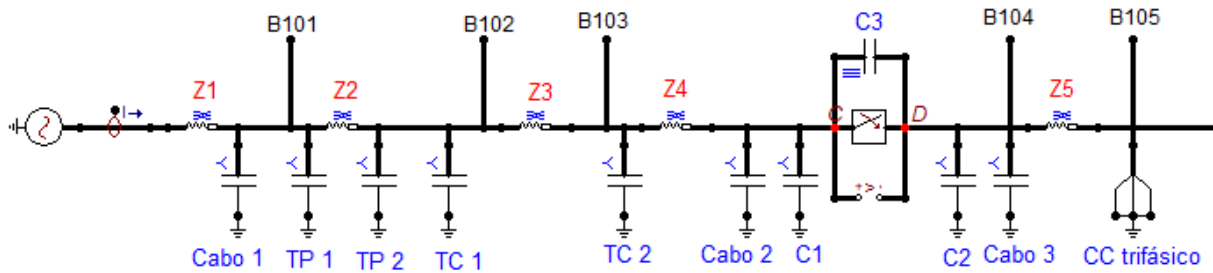 B101 B102 B103 C3 B104 B105
Z1 Z2 Z3 Z4 Z5
I
C D
Cabo 1 TP 1 TP 2 TC 1 TC 2 Cabo 2 C1 C2 Cabo 3 CC trifásico